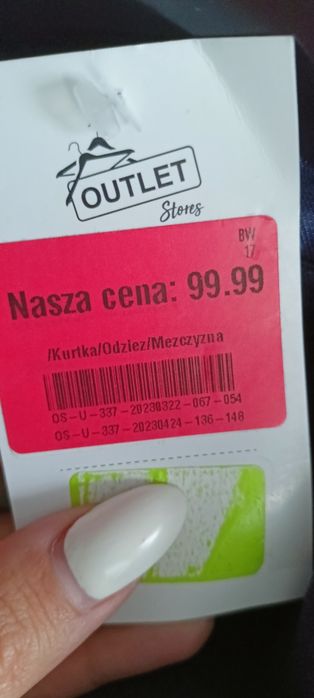 OUTLET
Stores
BW
17
Nasza cena: 99.99
/Kurtka/Odziez/Mezczyzna
OS-U-337-20230322-067-054
OS-U-337-20230424-136-148